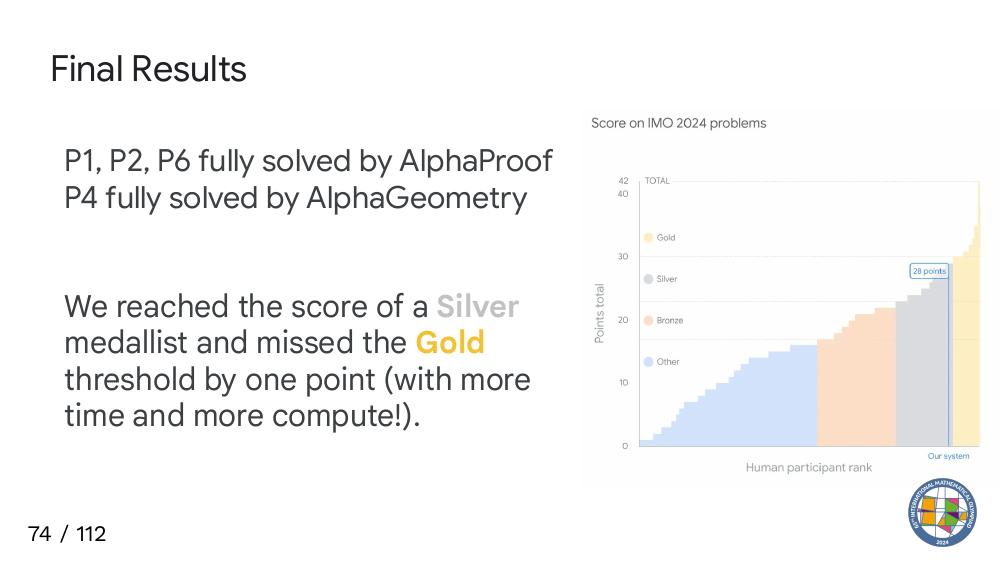 Final Results
P1, P2, P6 fully solved by AlphaProof
P4 fully solved by AlphaGeometry
We reached the score of a Silver
medallist and missed the Gold
threshold by one point (with more
time and more compute!).
Score on IMO 2024 problems
42
TOTAL
40
Gold
30
28 points
Silver
Points total
20
Bronze
Other
10
0
Our system
Human participant rank
65th INTERNATIONAL MATHEMATICAL OLYMPIAD
2024
74 / 112